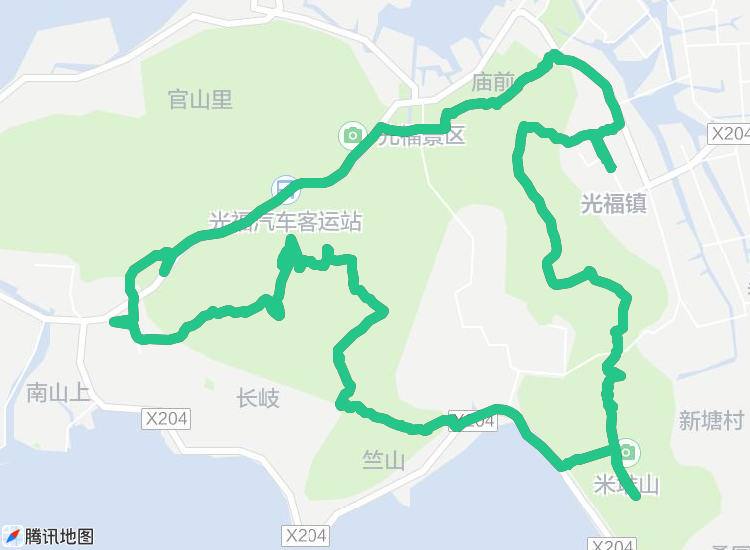 庙前
官山里
X204
光福景区
光福镇
光福汽车客运站
南山上
长岐
X204
X204
新塘村
竺山
米堆山
X204
X204
腾讯地图